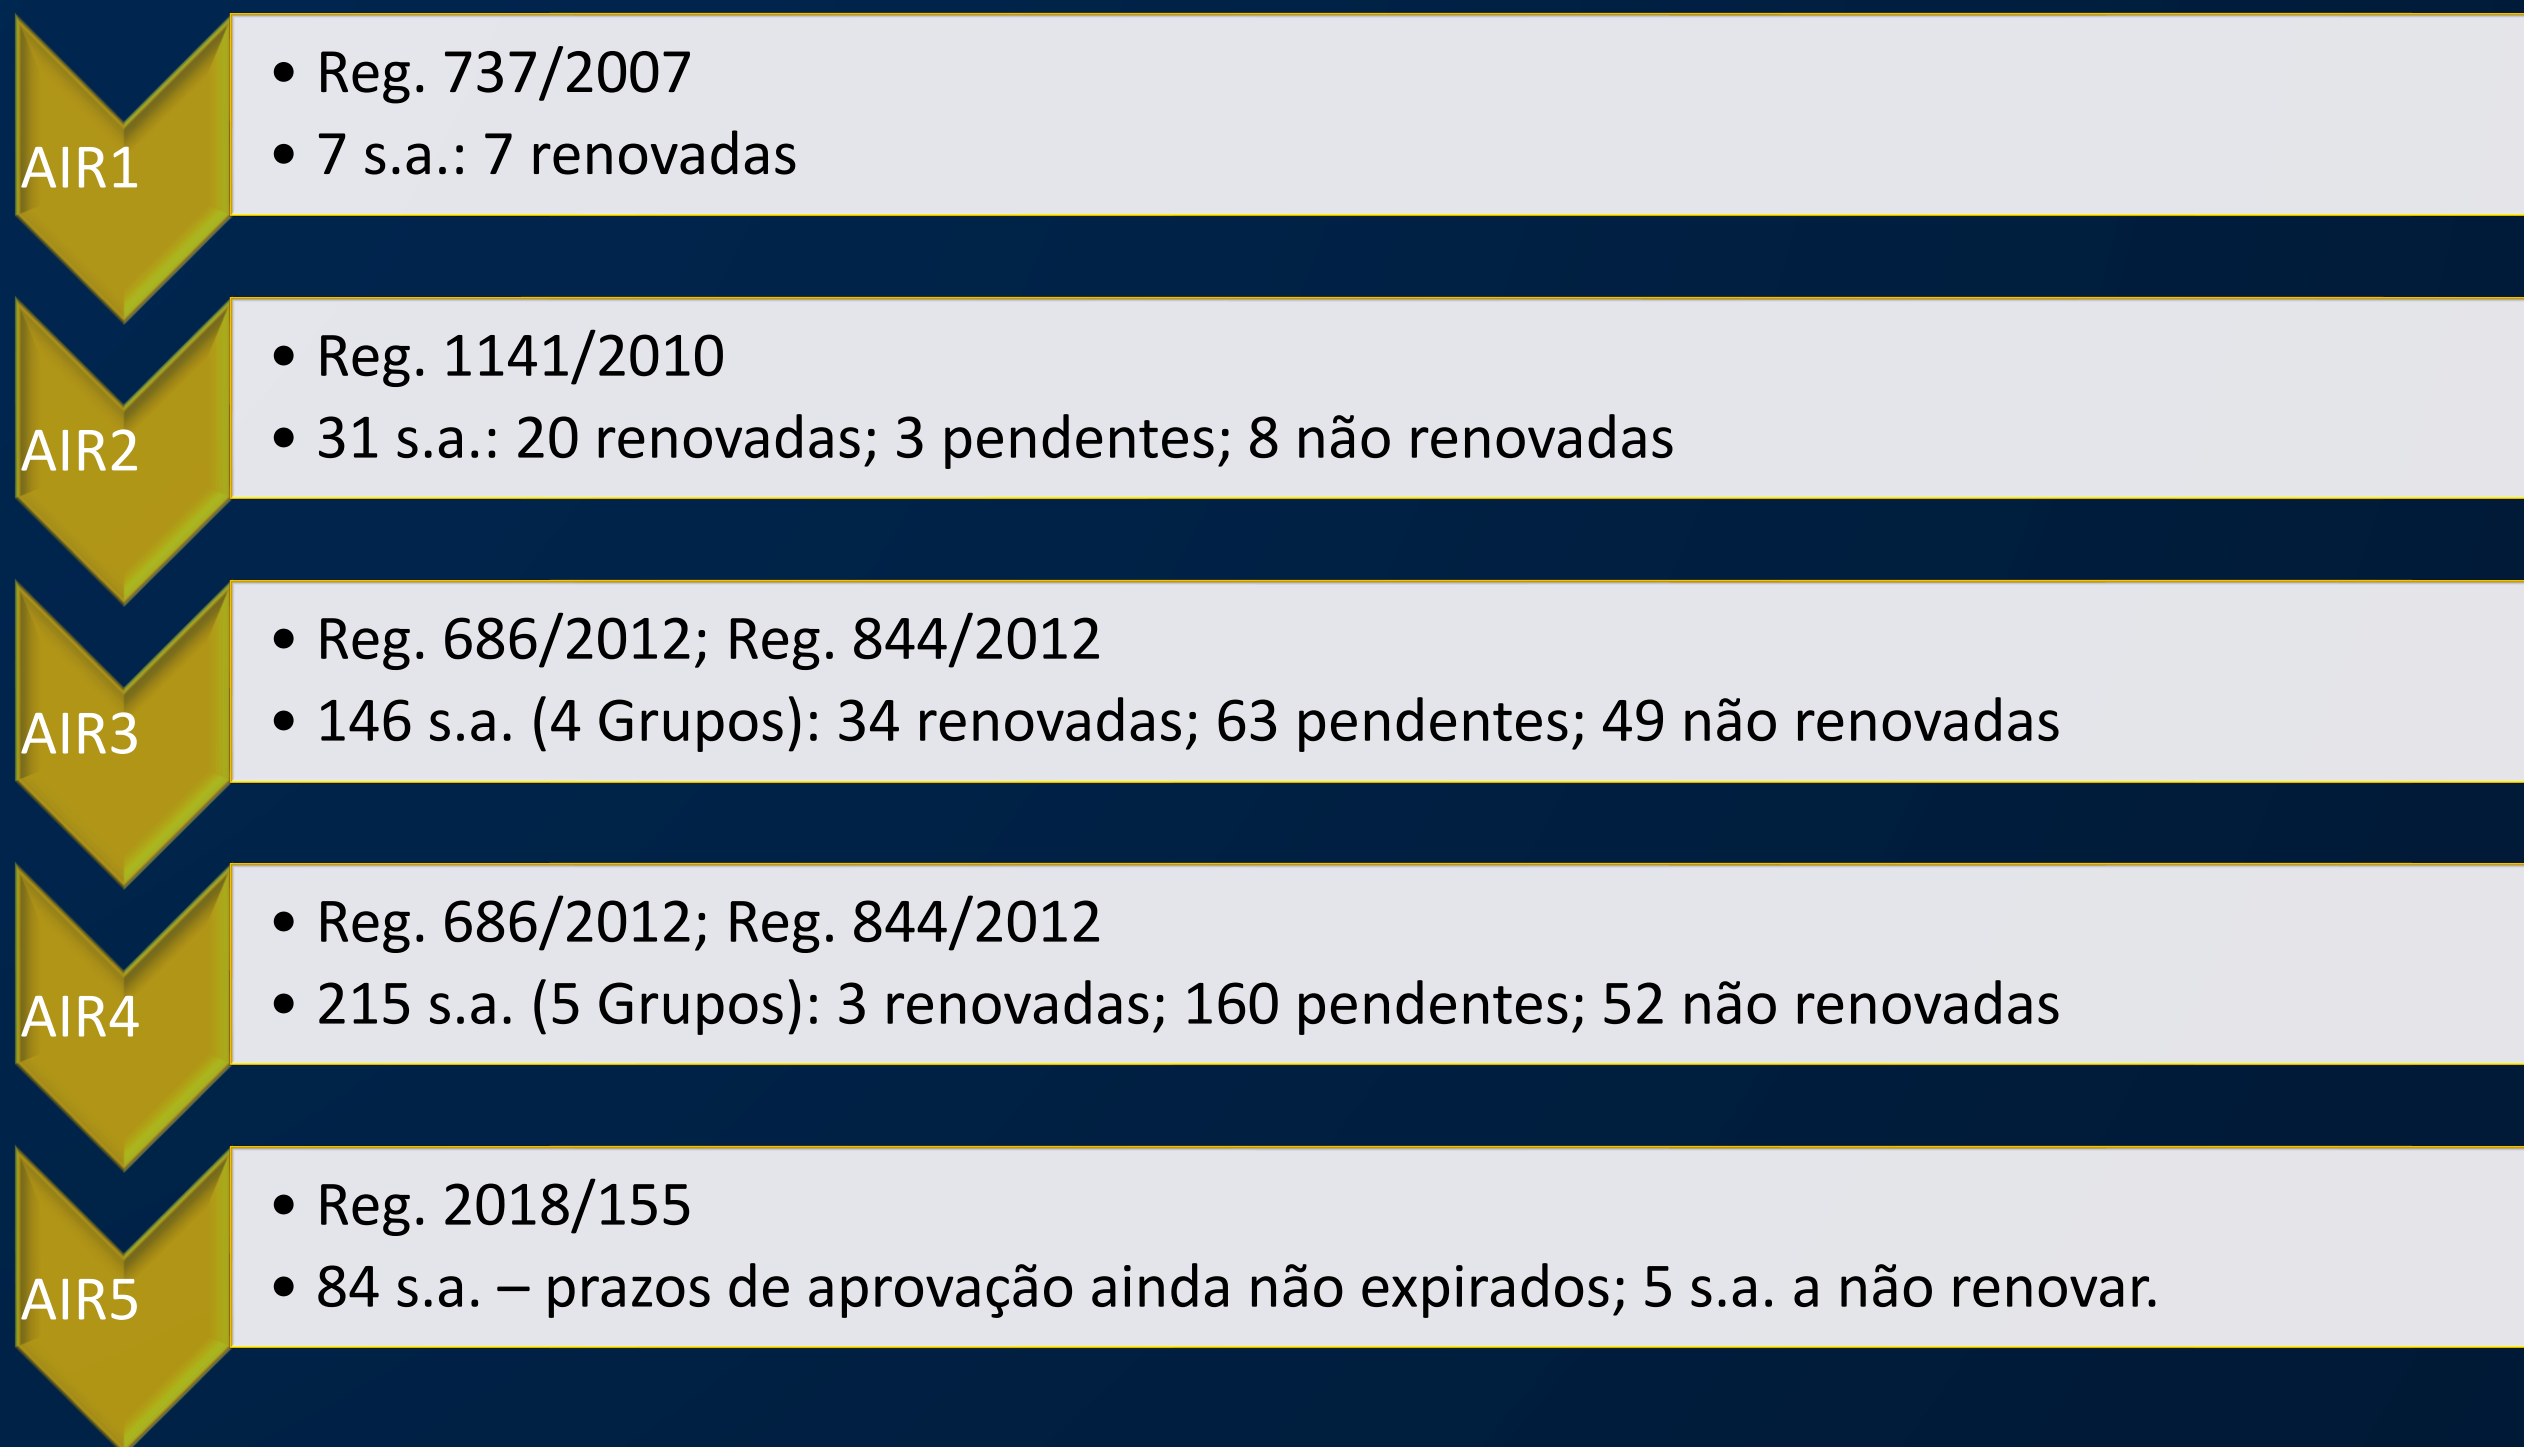 AIR1
• Reg. 737/2007
• 7 s.a.: 7 renovadas
AIR2
• Reg. 1141/2010
• 31 s.a.: 20 renovadas; 3 pendentes; 8 não renovadas
AIR3
• Reg. 686/2012; Reg. 844/2012
• 146 s.a. (4 Grupos): 34 renovadas; 63 pendentes; 49 não renovadas
AIR4
• Reg. 686/2012; Reg. 844/2012
• 215 s.a. (5 Grupos): 3 renovadas; 160 pendentes; 52 não renovadas
AIR5
• Reg. 2018/155
• 84 s.a. – prazos de aprovação ainda não expirados; 5 s.a. a não renovar.